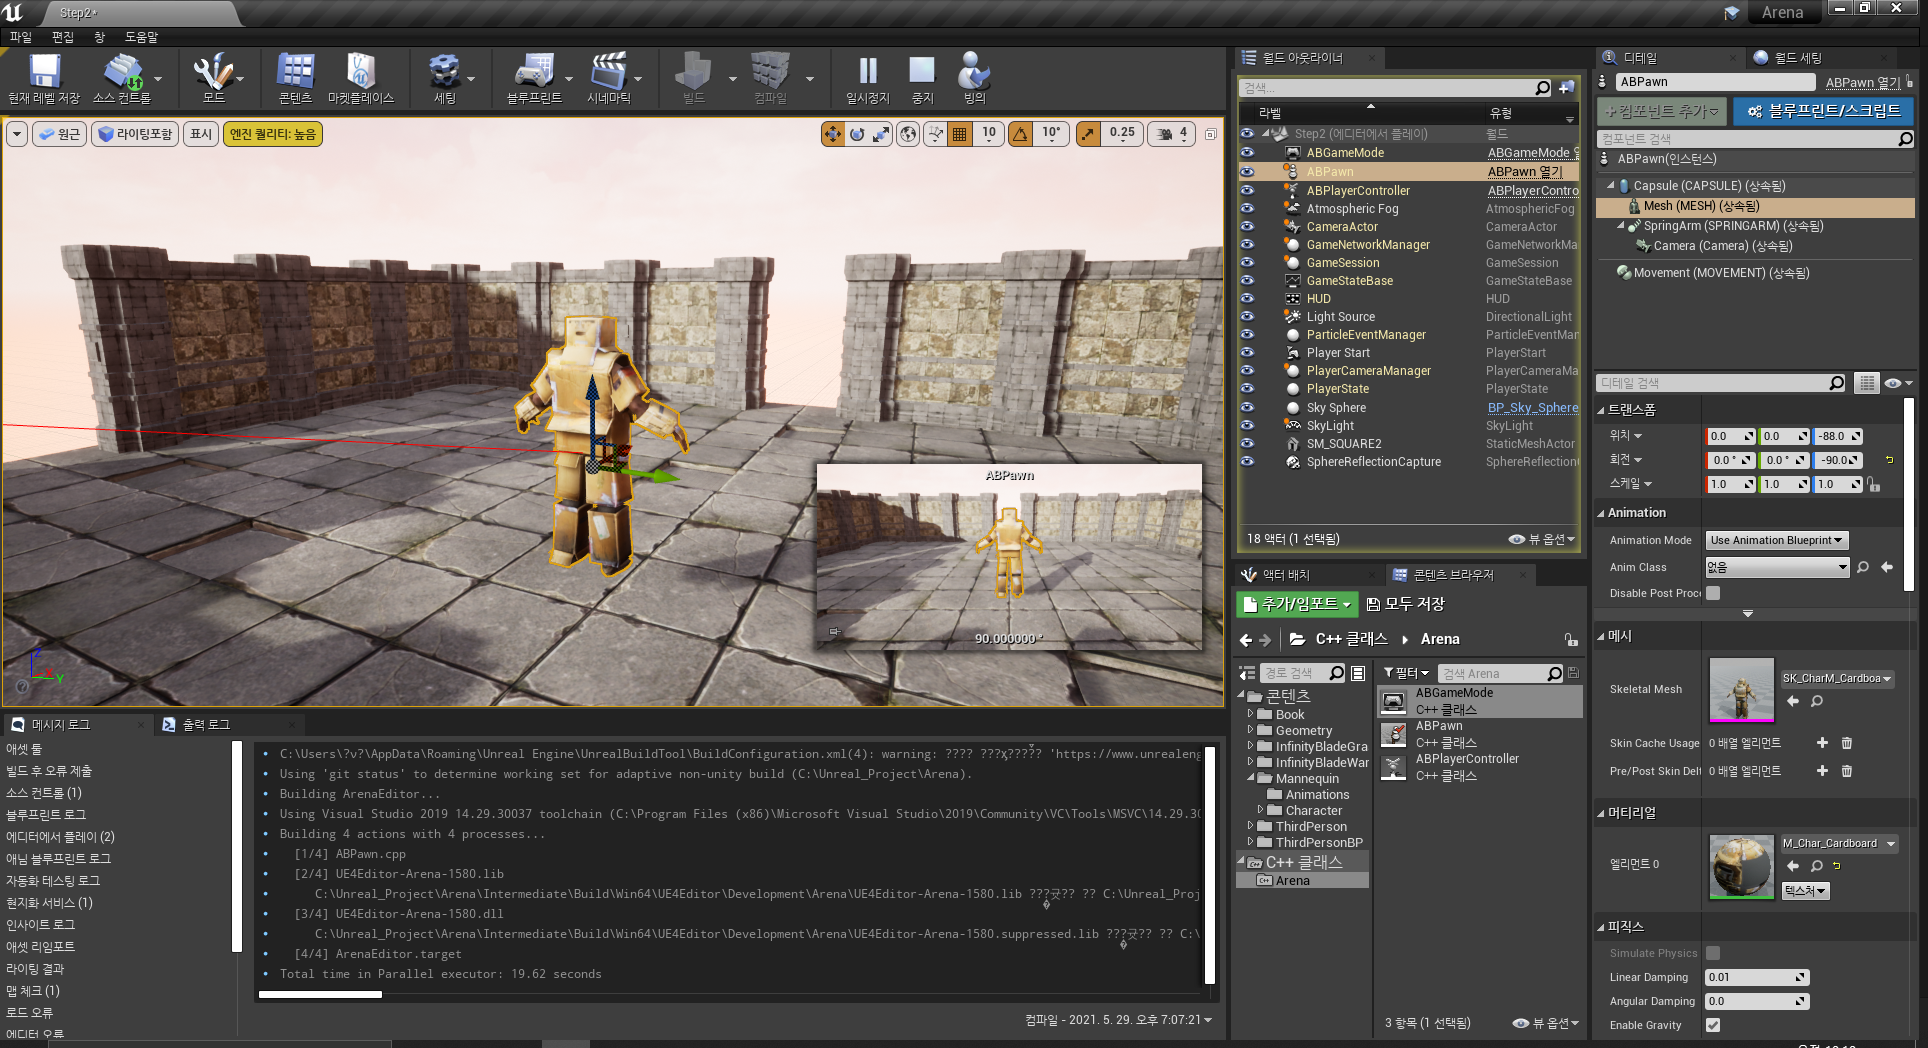 Step2*
Arena
파일 편집 창 도움말
현재 레벨 저장 소스 컨트롤 모드 콘텐츠 마켓플레이스 세팅 블루프린트 시네마틱 빌드 컴파일 일시정지 중지 빙의
원근 라이팅포함 표시 엔진 퀄리티: 높음
10 10° 0.25 4
ABPawn
90.000000 °
Z
Y
월드 아웃라이너
검색...
라벨 유형
Step2 (에디터에서 플레이) 월드
ABGameMode ABGameMode
ABPawn ABPawn 열기
ABPlayerController ABPlayerContro
Atmospheric Fog AtmosphericFog
CameraActor CameraActor
GameNetworkManager GameNetworkMa
GameSession GameSession
GameStateBase GameStateBase
HUD HUD
Light Source DirectionalLight
ParticleEventManager ParticleEventMar
Player Start PlayerStart
PlayerCameraManager PlayerCameraMa
PlayerState PlayerState
Sky Sphere BP_Sky_Sphere
SkyLight SkyLight
SM_SQUARE2 StaticMeshActor
SphereReflectionCapture SphereReflection
18 액터 (1 선택됨) 뷰 옵션
액터 배치 콘텐츠 브라우저
추가/임포트 모두 저장
C++ 클래스 Arena
경로 검색
콘텐츠
Book
Geometry
InfinityBladeGra
InfinityBladeWar
Mannequin
Animations
Character
ThirdPerson
ThirdPersonBP
C++ 클래스
Arena
필터 검색 Arena
ABGameMode
C++ 클래스
ABPawn
C++ 클래스
ABPlayerController
C++ 클래스
3 항목 (1 선택됨) 뷰 옵션
디테일 월드 세팅
ABPawn ABPawn 열기
+컴포넌트 추가 블루프린트/스크립트
컴포넌트 검색
ABPawn(인스턴스)
Capsule (CAPSULE) (상속됨)
Mesh (MESH) (상속됨)
SpringArm (SPRINGARM) (상속됨)
Camera (Camera) (상속됨)
Movement (MOVEMENT) (상속됨)
디테일 검색
트랜스폼
위치 0.0 0.0 -88.0
회전 0.0 ° 0.0 ° -90.0
스케일 1.0 1.0 1.0
Animation
Animation Mode Use Animation Blueprint
Anim Class 없음
Disable Post Proc
메시
Skeletal Mesh SK_CharM_Cardboa
Skin Cache Usage 0 배열 엘리먼트
Pre/Post Skin Delt 0 배열 엘리먼트
머티리얼
엘리먼트 0 M_Char_Cardboard
텍스처
피직스
Simulate Physics
Linear Damping 0.01
Angular Damping 0.0
Enable Gravity
메시지 로그 출력 로그
애셋 툴
빌드 후 오류 제출
소스 컨트롤 (1)
블루프린트 로그
에디터에서 플레이 (2)
애님 블루프린트 로그
자동화 테스팅 로그
현지화 서비스 (1)
인사이트 로그
애셋 리임포트
라이팅 결과
맵 체크 (1)
로드 오류
에디터 오류
C:\Users\?v?\AppData\Roaming\Unreal Engine\UnrealBuildTool\BuildConfiguration.xml(4): warning: ???? ???ҳ????? 'https://www.unrealeng
Using 'git status' to determine working set for adaptive non-unity build (C:\Unreal_Project\Arena).
Building ArenaEditor...
Using Visual Studio 2019 14.29.30037 toolchain (C:\Program Files (x86)\Microsoft Visual Studio\2019\Community\VC\Tools\MSVC\14.29.30
Building 4 actions with 4 processes...
[1/4] ABPawn.cpp
[2/4] UE4Editor-Arena-1580.lib
C:\Unreal_Project\Arena\Intermediate\Build\Win64\UE4Editor\Development\Arena\UE4Editor-Arena-1580.lib ???굿?? ?? C:\Unreal_Proj
[3/4] UE4Editor-Arena-1580.dll
C:\Unreal_Project\Arena\Intermediate\Build\Win64\UE4Editor\Development\Arena\UE4Editor-Arena-1580.suppressed.lib ???굿?? ?? C:\
[4/4] ArenaEditor.target
Total time in Parallel executor: 19.62 seconds
컴파일 - 2021. 5. 29. 오후 7:07:21